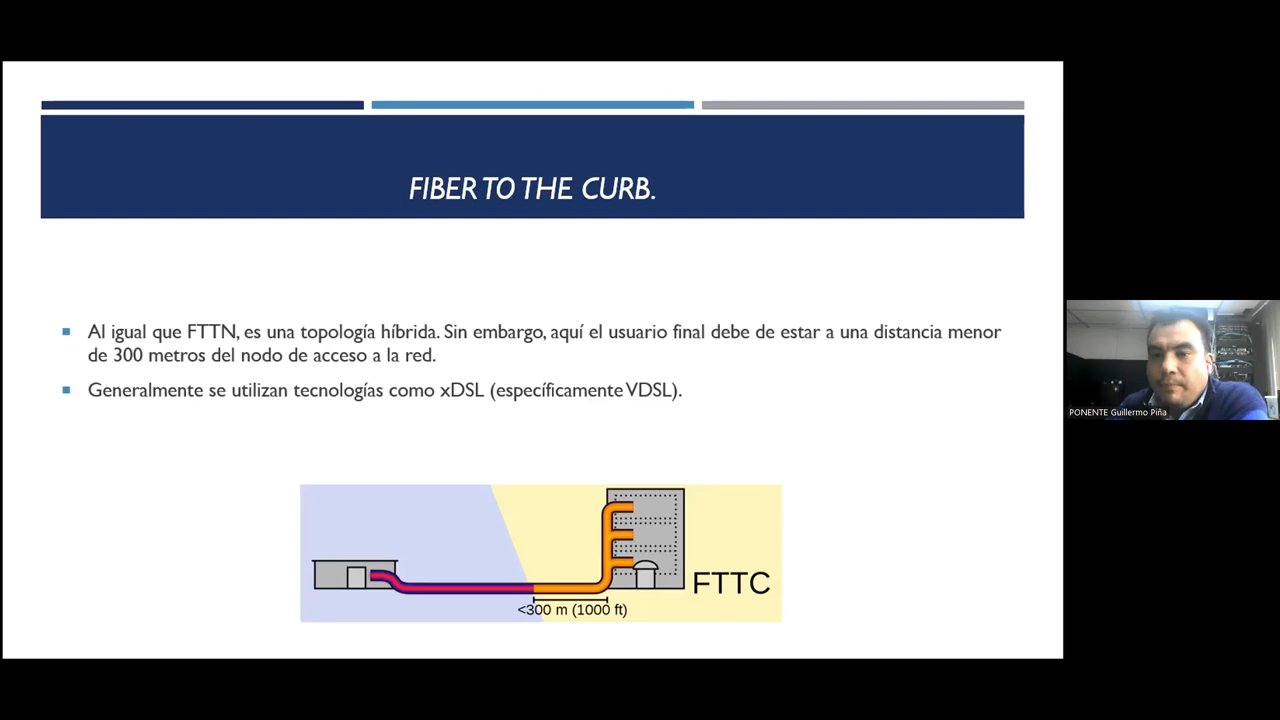 FIBER TO THE CURB.
Al igual que FTTN, es una topología híbrida. Sin embargo, aquí el usuario final debe de estar a una distancia menor
de 300 metros del nodo de acceso a la red.
Generalmente se utilizan tecnologías como xDSL (específicamente VDSL).
FTTC
<300 m (1000 ft)
PONENTE Guillermo Piña